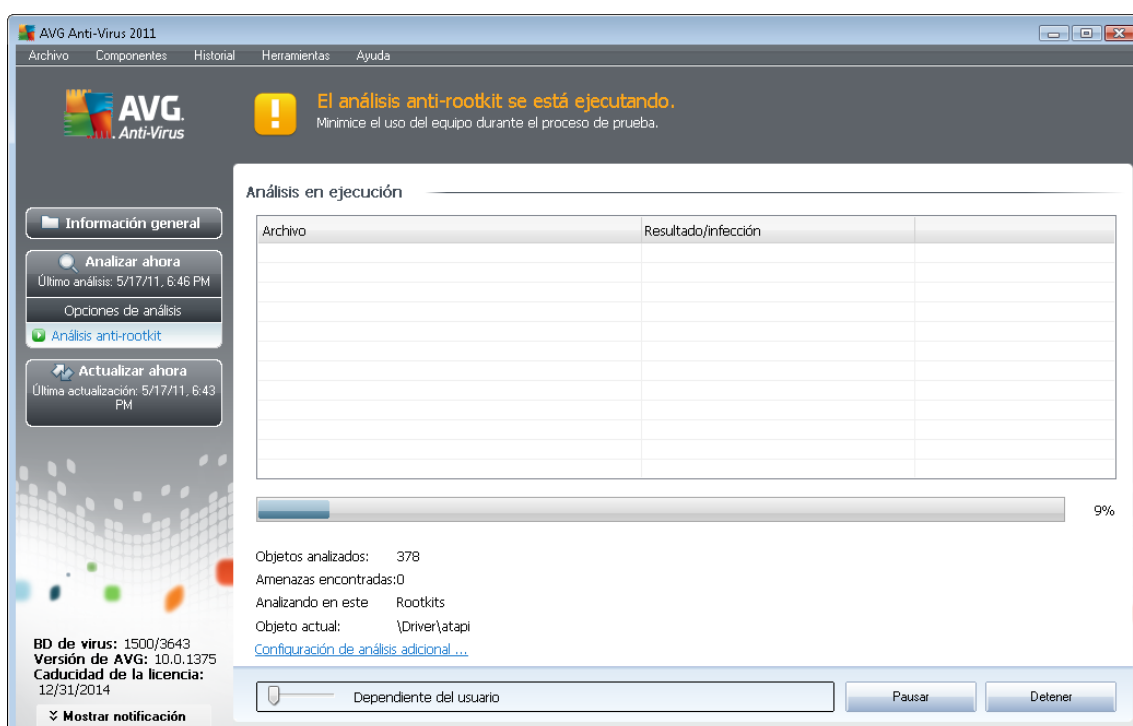 AVG Anti-Virus 2011
Archivo Componentes Historial Herramientas Ayuda
AVG.
Anti-Virus
El análisis anti-rootkit se está ejecutando.
Minimice el uso del equipo durante el proceso de prueba.
Información general
Analizar ahora
Último análisis: 5/17/11, 6:46 PM
Opciones de análisis
Análisis anti-rootkit
Actualizar ahora
Última actualización: 5/17/11, 6:43
PM
BD de virus: 1500/3643
Versión de AVG: 10.0.1375
Caducidad de la licencia:
12/31/2014
Mostrar notificación
Análisis en ejecución
Archivo Resultado/infección
9%
Objetos analizados: 378
Amenazas encontradas:0
Analizando en este Rootkits
Objeto actual: \Driver\atapi
Configuración de análisis adicional ...
Dependiente del usuario Pausar Detener